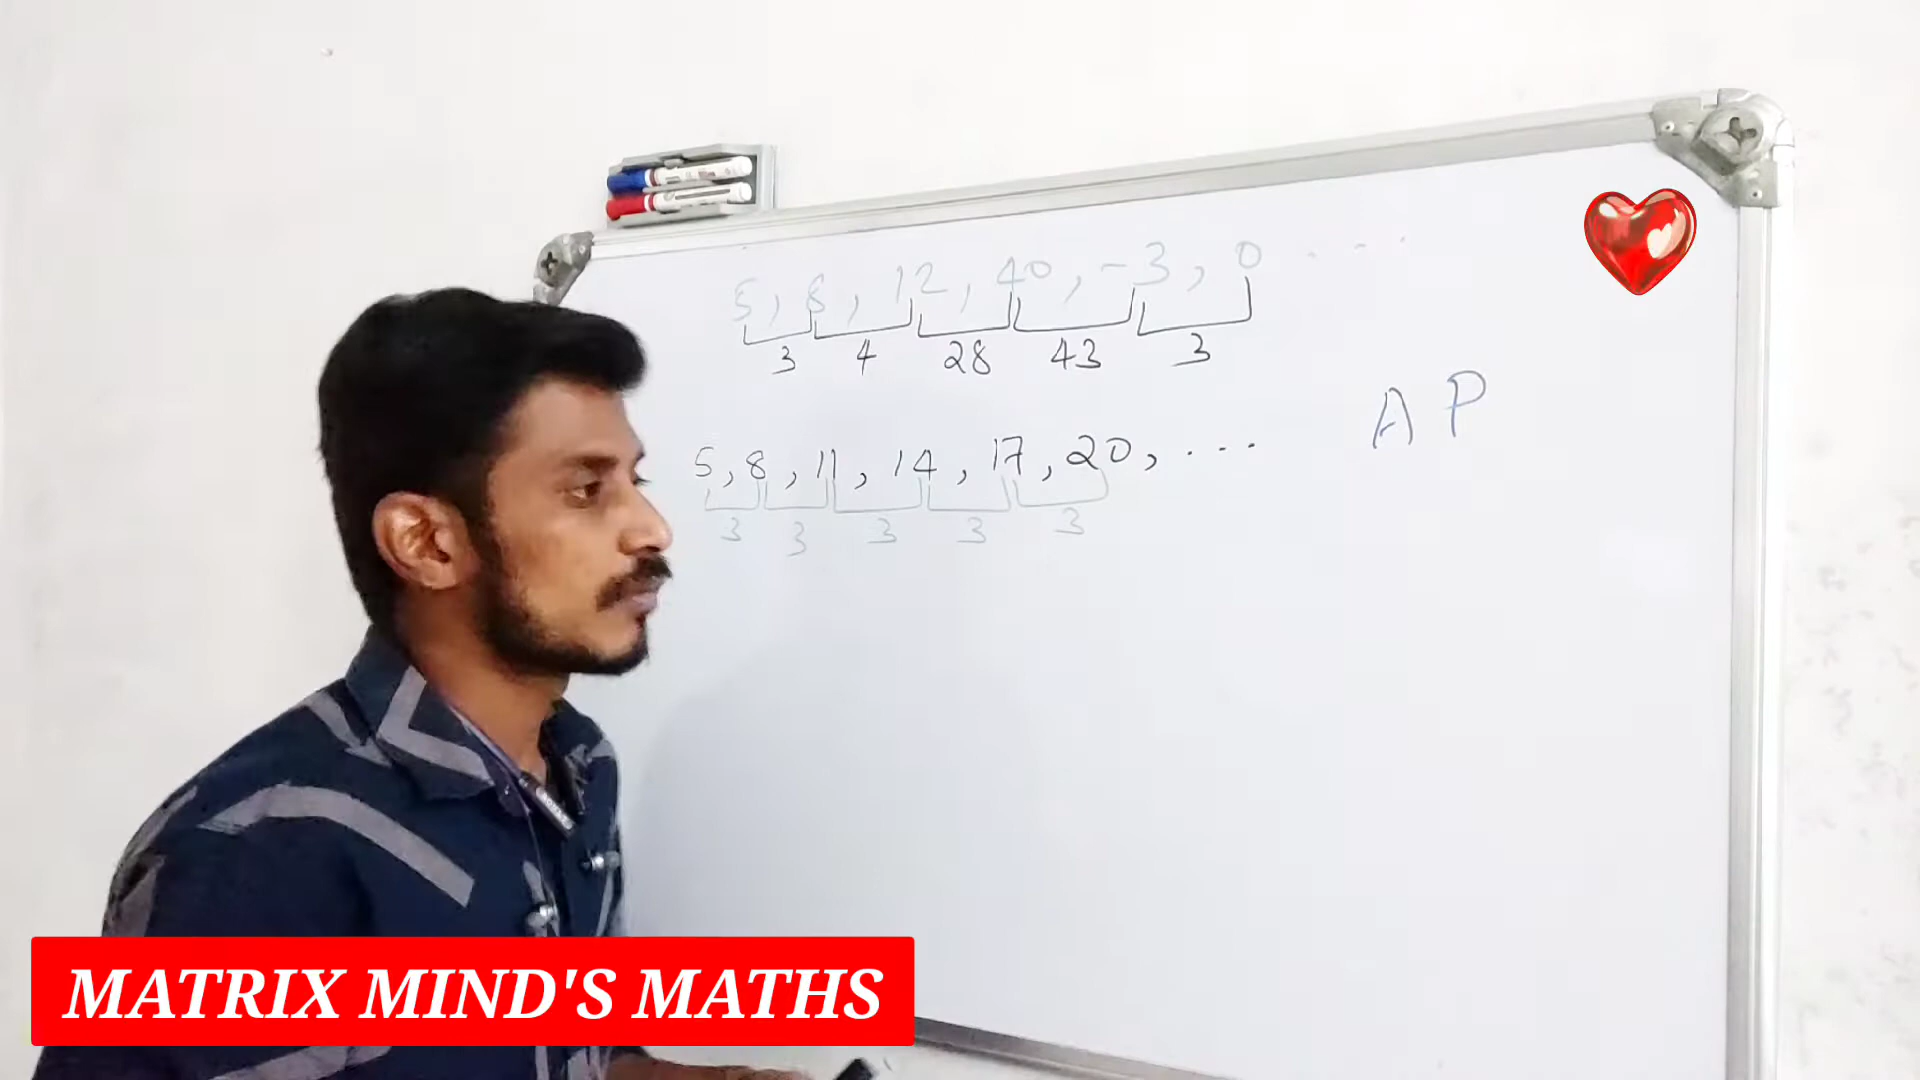 5, 8, 12, 40, -3, 0 ....
3 4 28 43 3
A P
5, 8, 11, 14, 17, 20, ...
3 3 3 3 3
MATRIX MIND'S MATHS